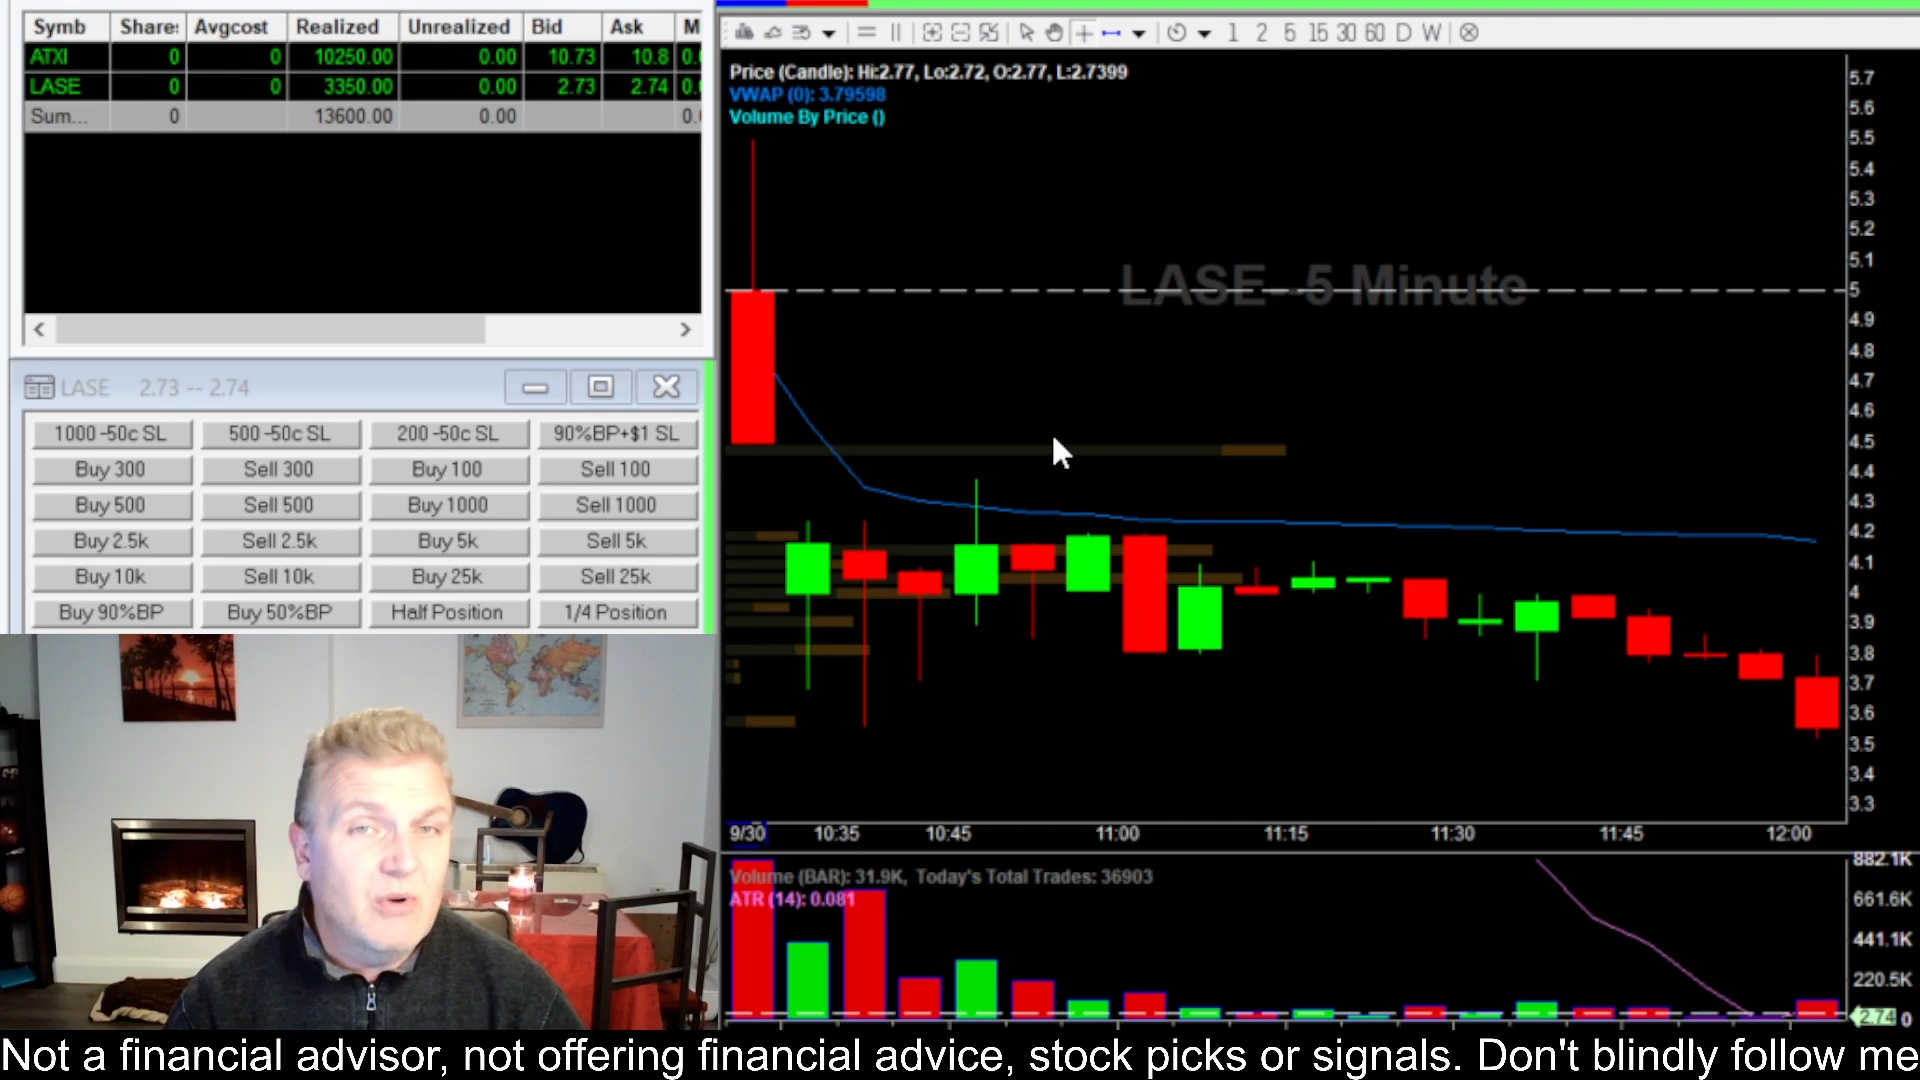 Symb Share: Avgcost Realized Unrealized Bid Ask M
ATXI 0 0 10250.00 0.00 10.73 10.8 0.
LASE 0 0 3350.00 0.00 2.73 2.74 0.
Sum... 0 13600.00 0.00 0.
LASE 2.73 -- 2.74
1000 -50c SL 500 -50c SL 200 -50c SL 90%BP+$1 SL
Buy 300 Sell 300 Buy 100 Sell 100
Buy 500 Sell 500 Buy 1000 Sell 1000
Buy 2.5k Sell 2.5k Buy 5k Sell 5k
Buy 10k Sell 10k Buy 25k Sell 25k
Buy 90%BP Buy 50%BP Half Position 1/4 Position
1 2 5 15 30 60 D W
Price (Candle): Hi:2.77, Lo:2.72, O:2.77, L:2.7399
VWAP (0): 3.79598
Volume By Price ()
LASE--5 Minute
5.7
5.6
5.5
5.4
5.3
5.2
5.1
5
4.9
4.8
4.7
4.6
4.5
4.4
4.3
4.2
4.1
4
3.9
3.8
3.7
3.6
3.5
3.4
3.3
9/30 10:35 10:45 11:00 11:15 11:30 11:45 12:00
Volume (BAR): 31.9K, Today's Total Trades: 36903
ATR (14): 0.081
882.1K
661.6K
441.1K
220.5K
2.74 0
Not a financial advisor, not offering financial advice, stock picks or signals. Don't blindly follow me